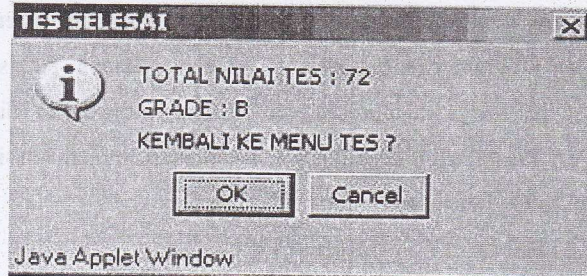 TES SELESAI
TOTAL NILAI TES : 72
GRADE : B
KEMBALI KE MENU TES ?
OK Cancel
Java Applet Window